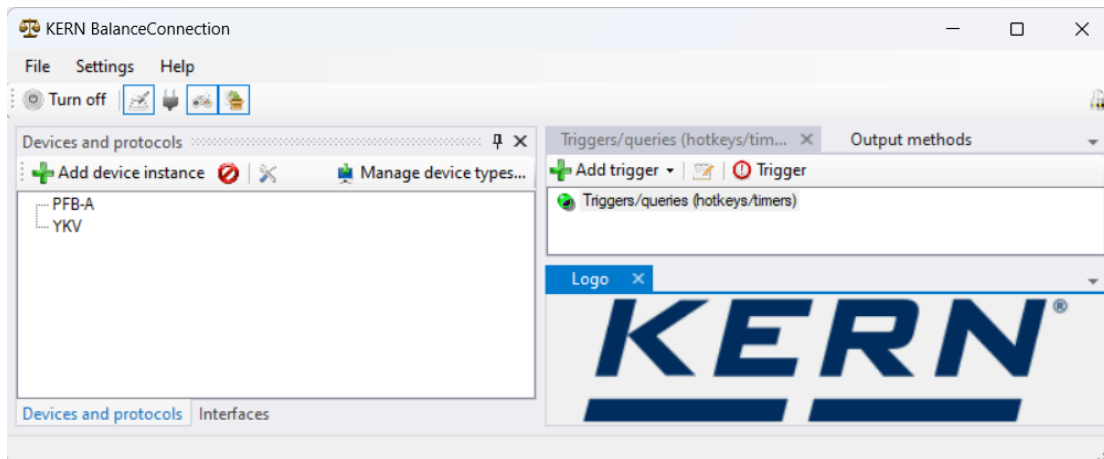 KERN BalanceConnection
File Settings Help
Turn off
Devices and protocols
Add device instance Manage device types...
PFB-A
YKV
Devices and protocols Interfaces
Triggers/queries (hotkeys/tim... Output methods
Add trigger Trigger
Triggers/queries (hotkeys/timers)
Logo
KERN®